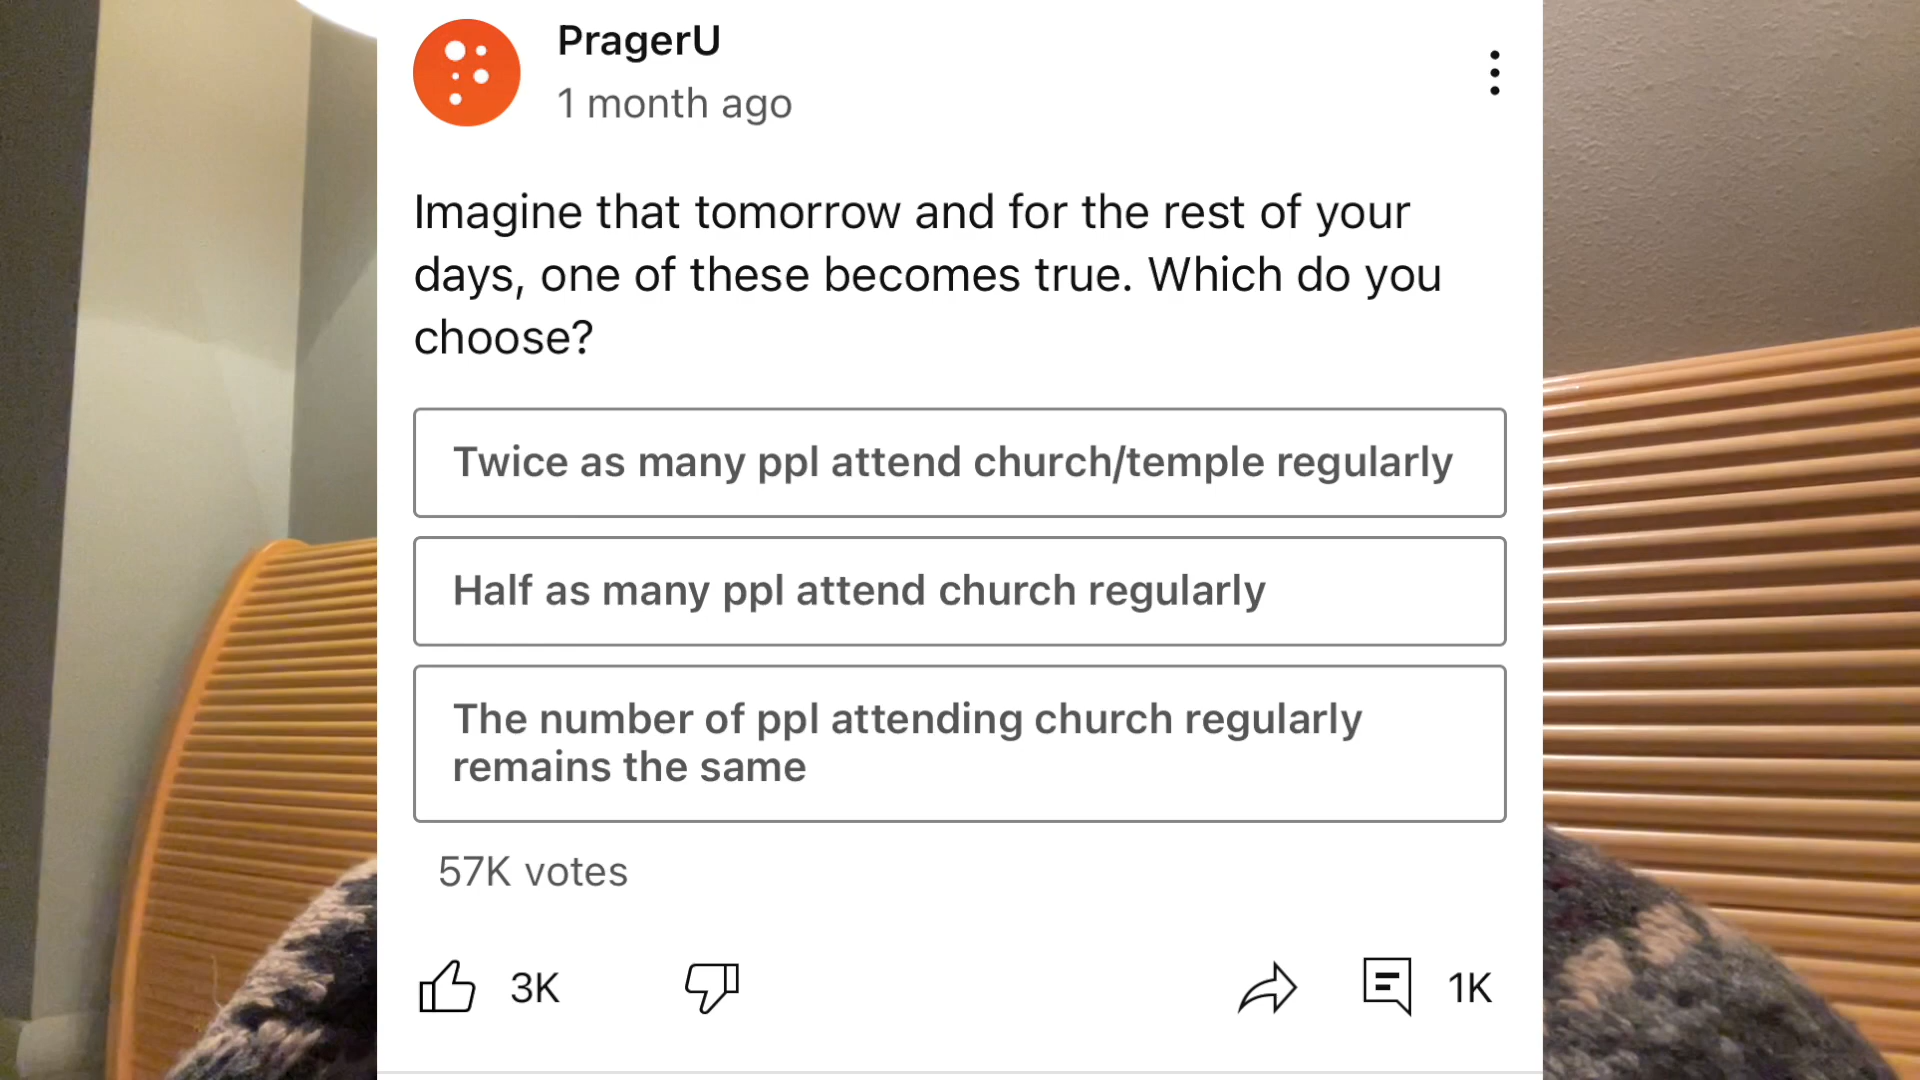 PragerU
1 month ago
Imagine that tomorrow and for the rest of your
days, one of these becomes true. Which do you
choose?
Twice as many ppl attend church/temple regularly
Half as many ppl attend church regularly
The number of ppl attending church regularly
remains the same
57K votes
3K
1K